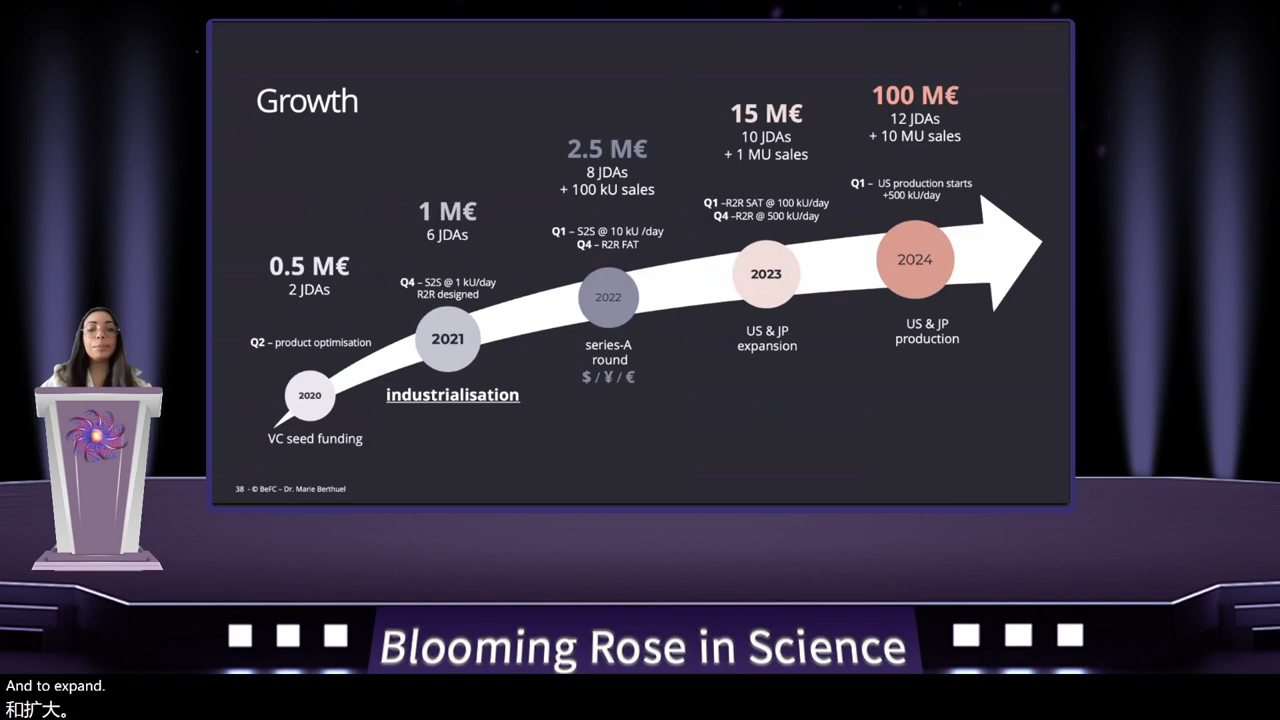 Growth
0.5 M€
2 JDAs
Q2 – product optimisation
2020
VC seed funding
1 M€
6 JDAs
Q4 – S2S @ 1 kU/day
R2R designed
2021
industrialisation
2.5 M€
8 JDAs
+ 100 kU sales
Q1 – S2S @ 10 kU /day
Q4 – R2R FAT
2022
series-A
round
$ / ¥ / €
15 M€
10 JDAs
+ 1 MU sales
Q1 –R2R SAT @ 100 kU/day
Q4 –R2R @ 500 kU/day
2023
US & JP
expansion
100 M€
12 JDAs
+ 10 MU sales
Q1 – US production starts
+500 kU/day
2024
US & JP
production
38 - © BeFC – Dr. Marie Berthuel
Blooming Rose in Science
And to expand.
和扩大。